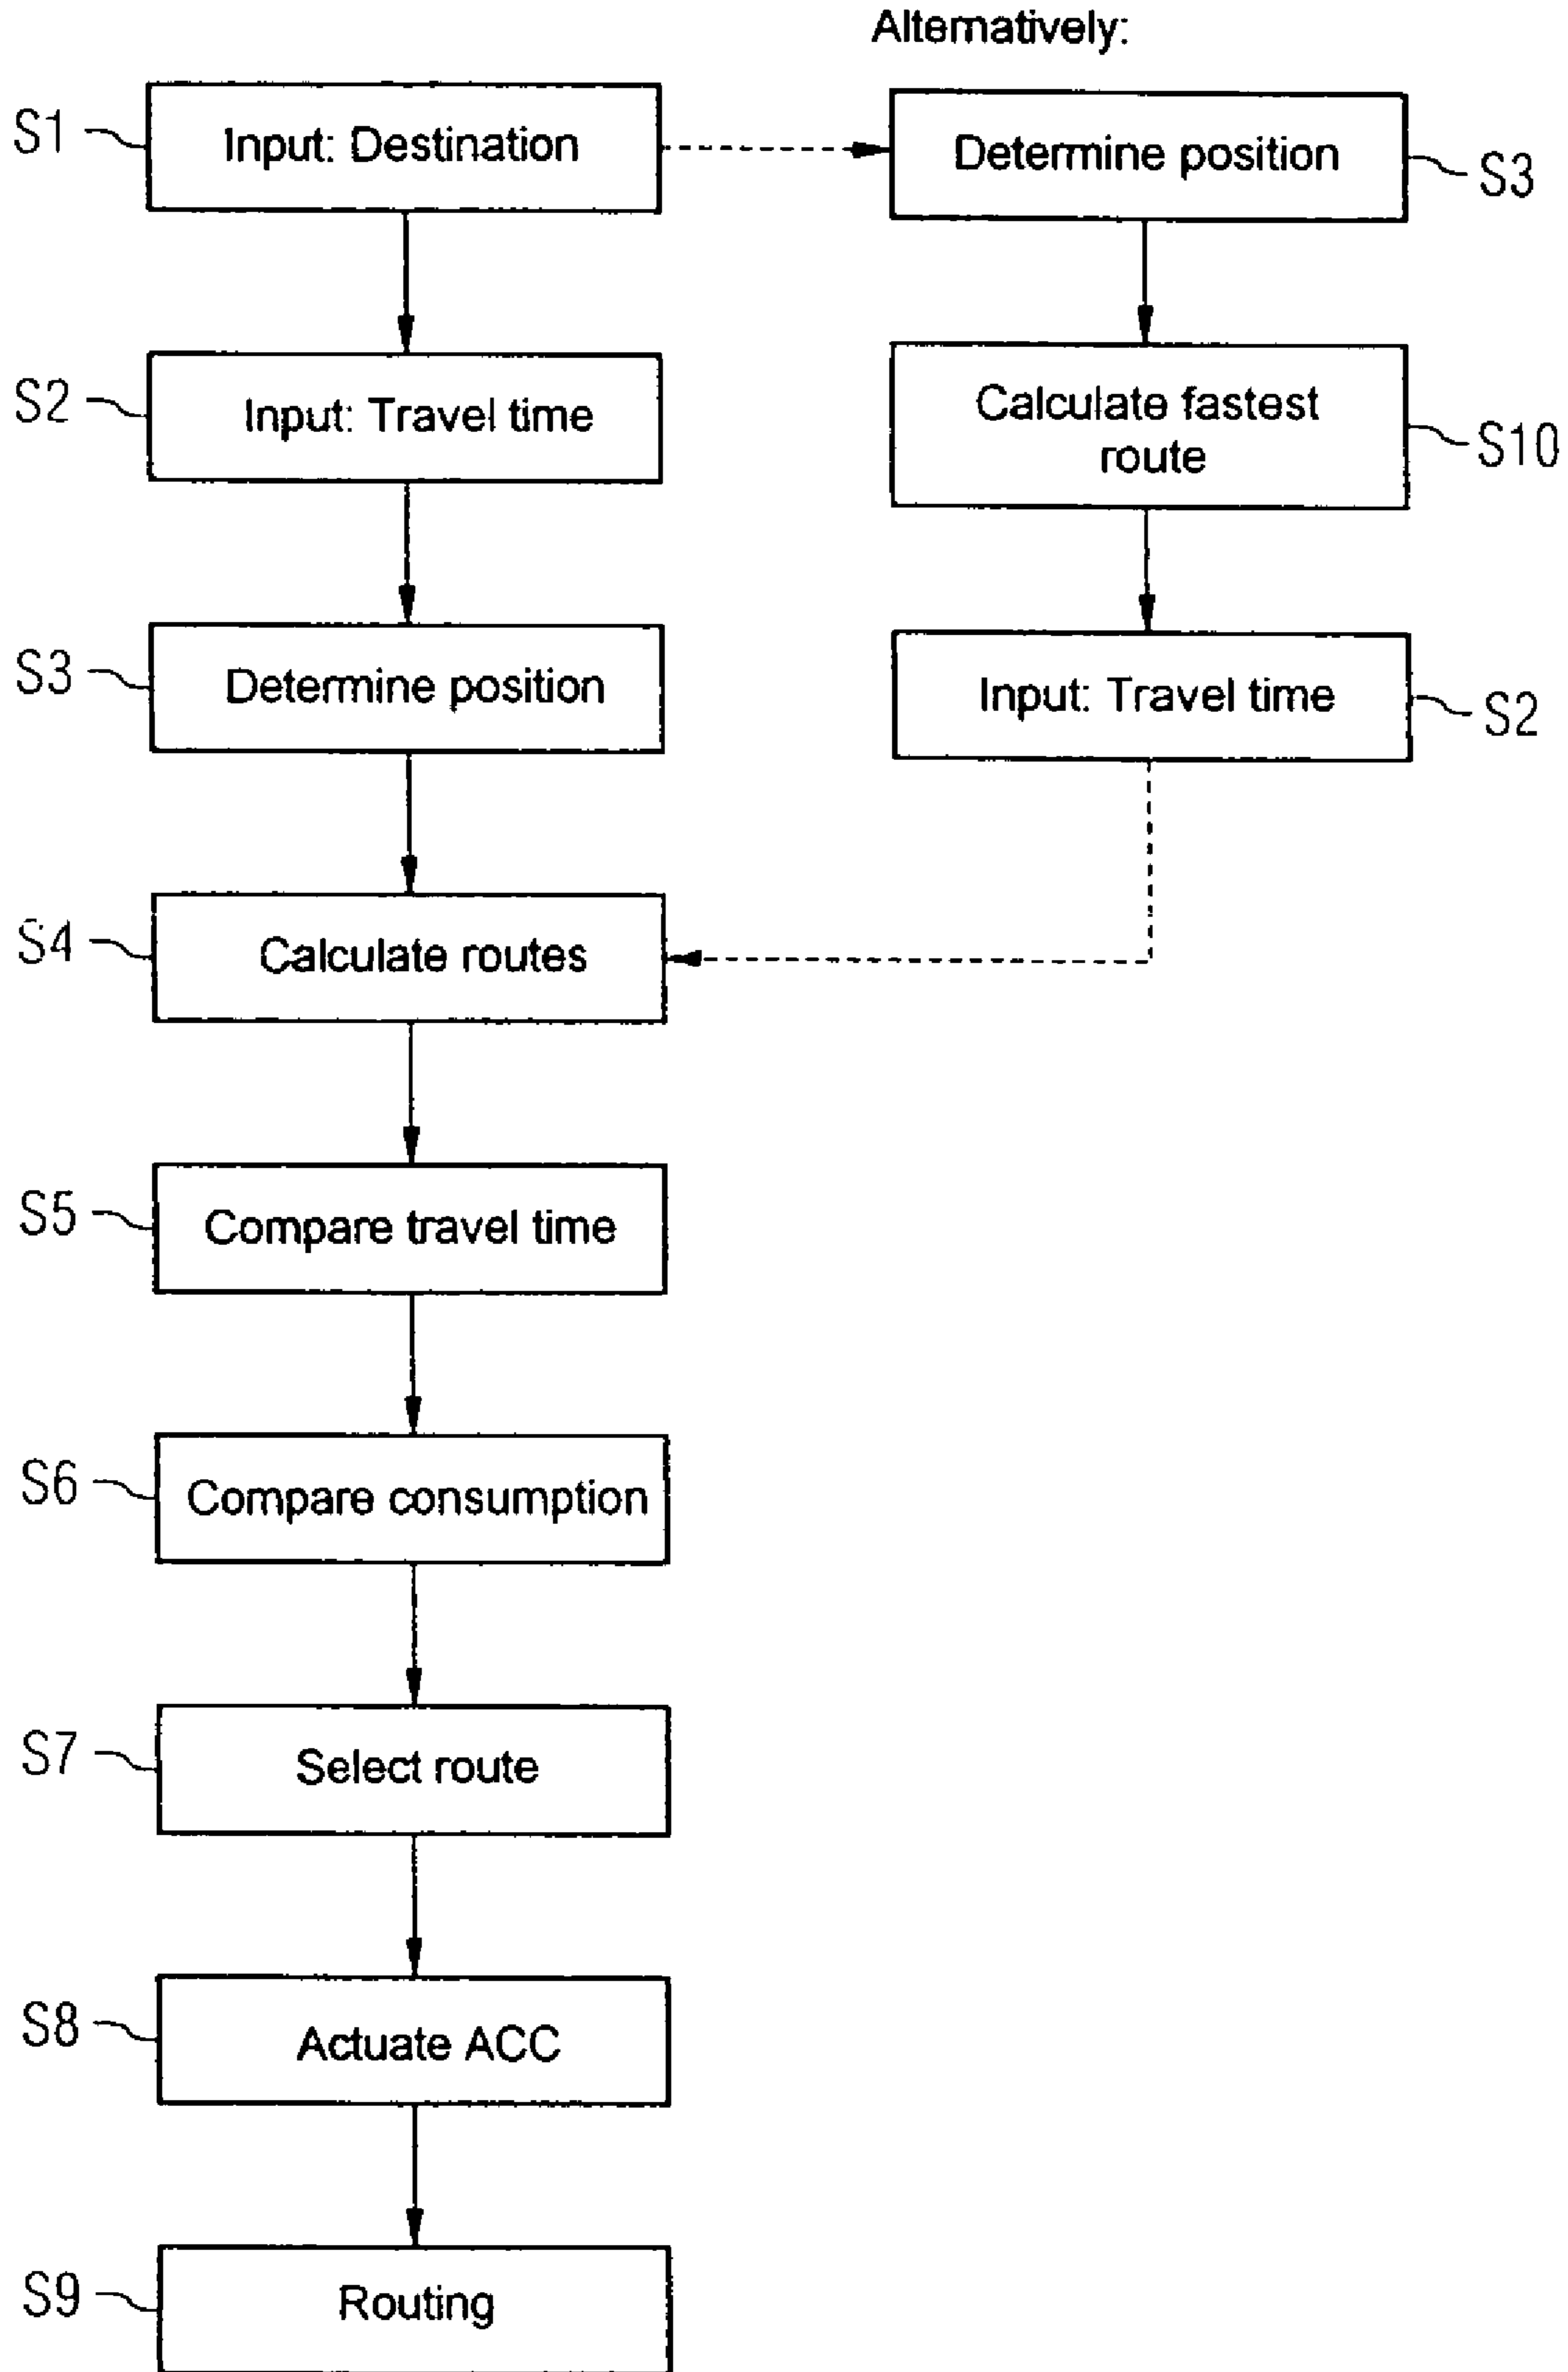 Alternatively:
S1
Input: Destination
Determine position
S3
S2
Input: Travel time
Calculate fastest
route
S10
S3
Determine position
Input: Travel time
S2
S4
Calculate routes
S5
Compare travel time
S6
Compare consumption
S7
Select route
S8
Actuate ACC
S9
Routing